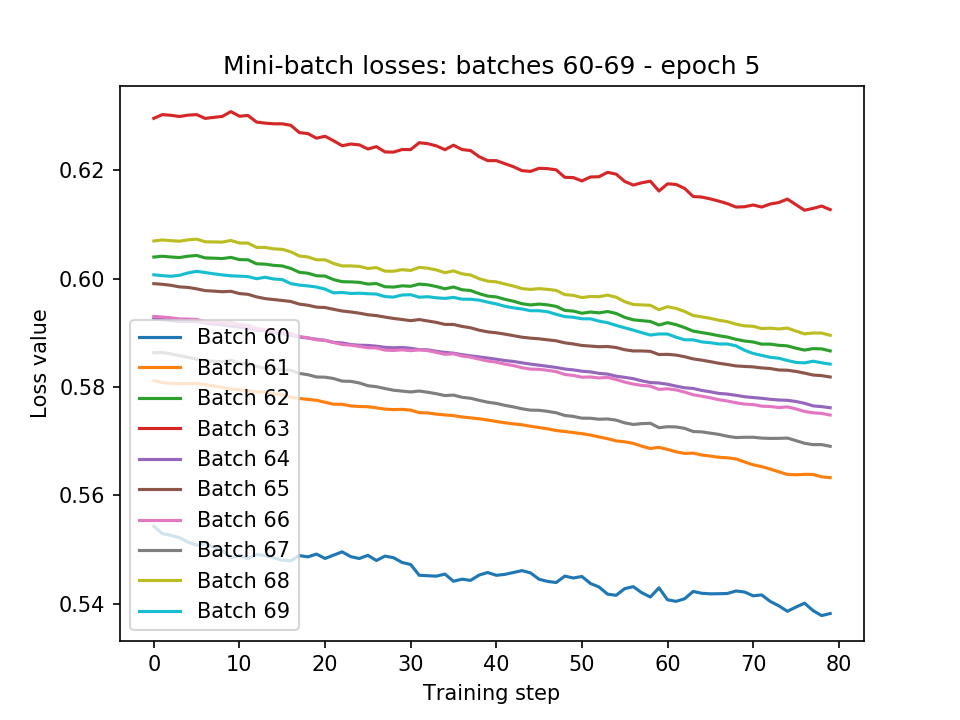 Mini-batch losses: batches 60-69 - epoch 5
0.62
0.60
0.58
0.56
0.54
Loss value
Batch 60
Batch 61
Batch 62
Batch 63
Batch 64
Batch 65
Batch 66
Batch 67
Batch 68
Batch 69
0 10 20 30 40 50 60 70 80
Training step